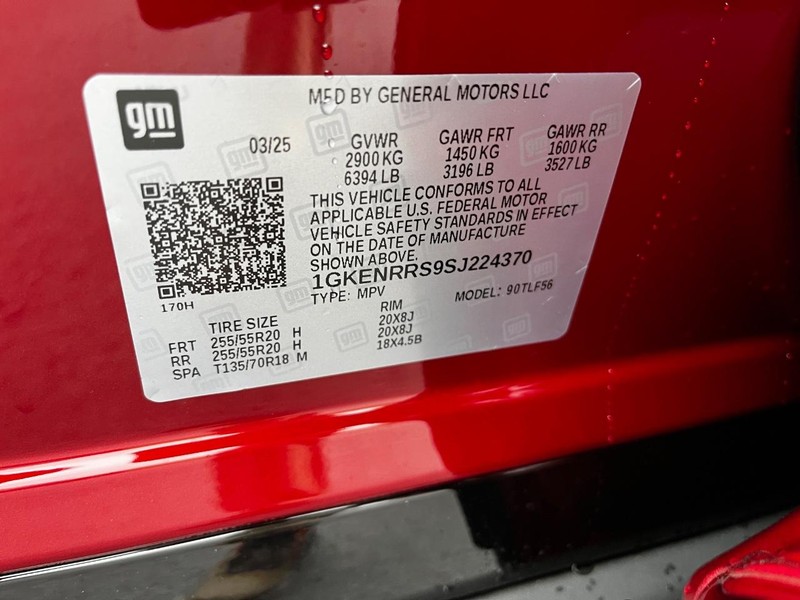 gm
MFD BY GENERAL MOTORS LLC
03/25 GVWR GAWR FRT GAWR RR
2900 KG 1450 KG 1600 KG
6394 LB 3196 LB 3527 LB
THIS VEHICLE CONFORMS TO ALL
APPLICABLE U.S. FEDERAL MOTOR
VEHICLE SAFETY STANDARDS IN EFFECT
ON THE DATE OF MANUFACTURE
SHOWN ABOVE.
1GKENRRS9SJ224370
170H
TYPE: MPV MODEL: 90TLF56
TIRE SIZE RIM
FRT 255/55R20 H 20X8J
RR 255/55R20 H 20X8J
SPA T135/70R18 M 18X4.5B